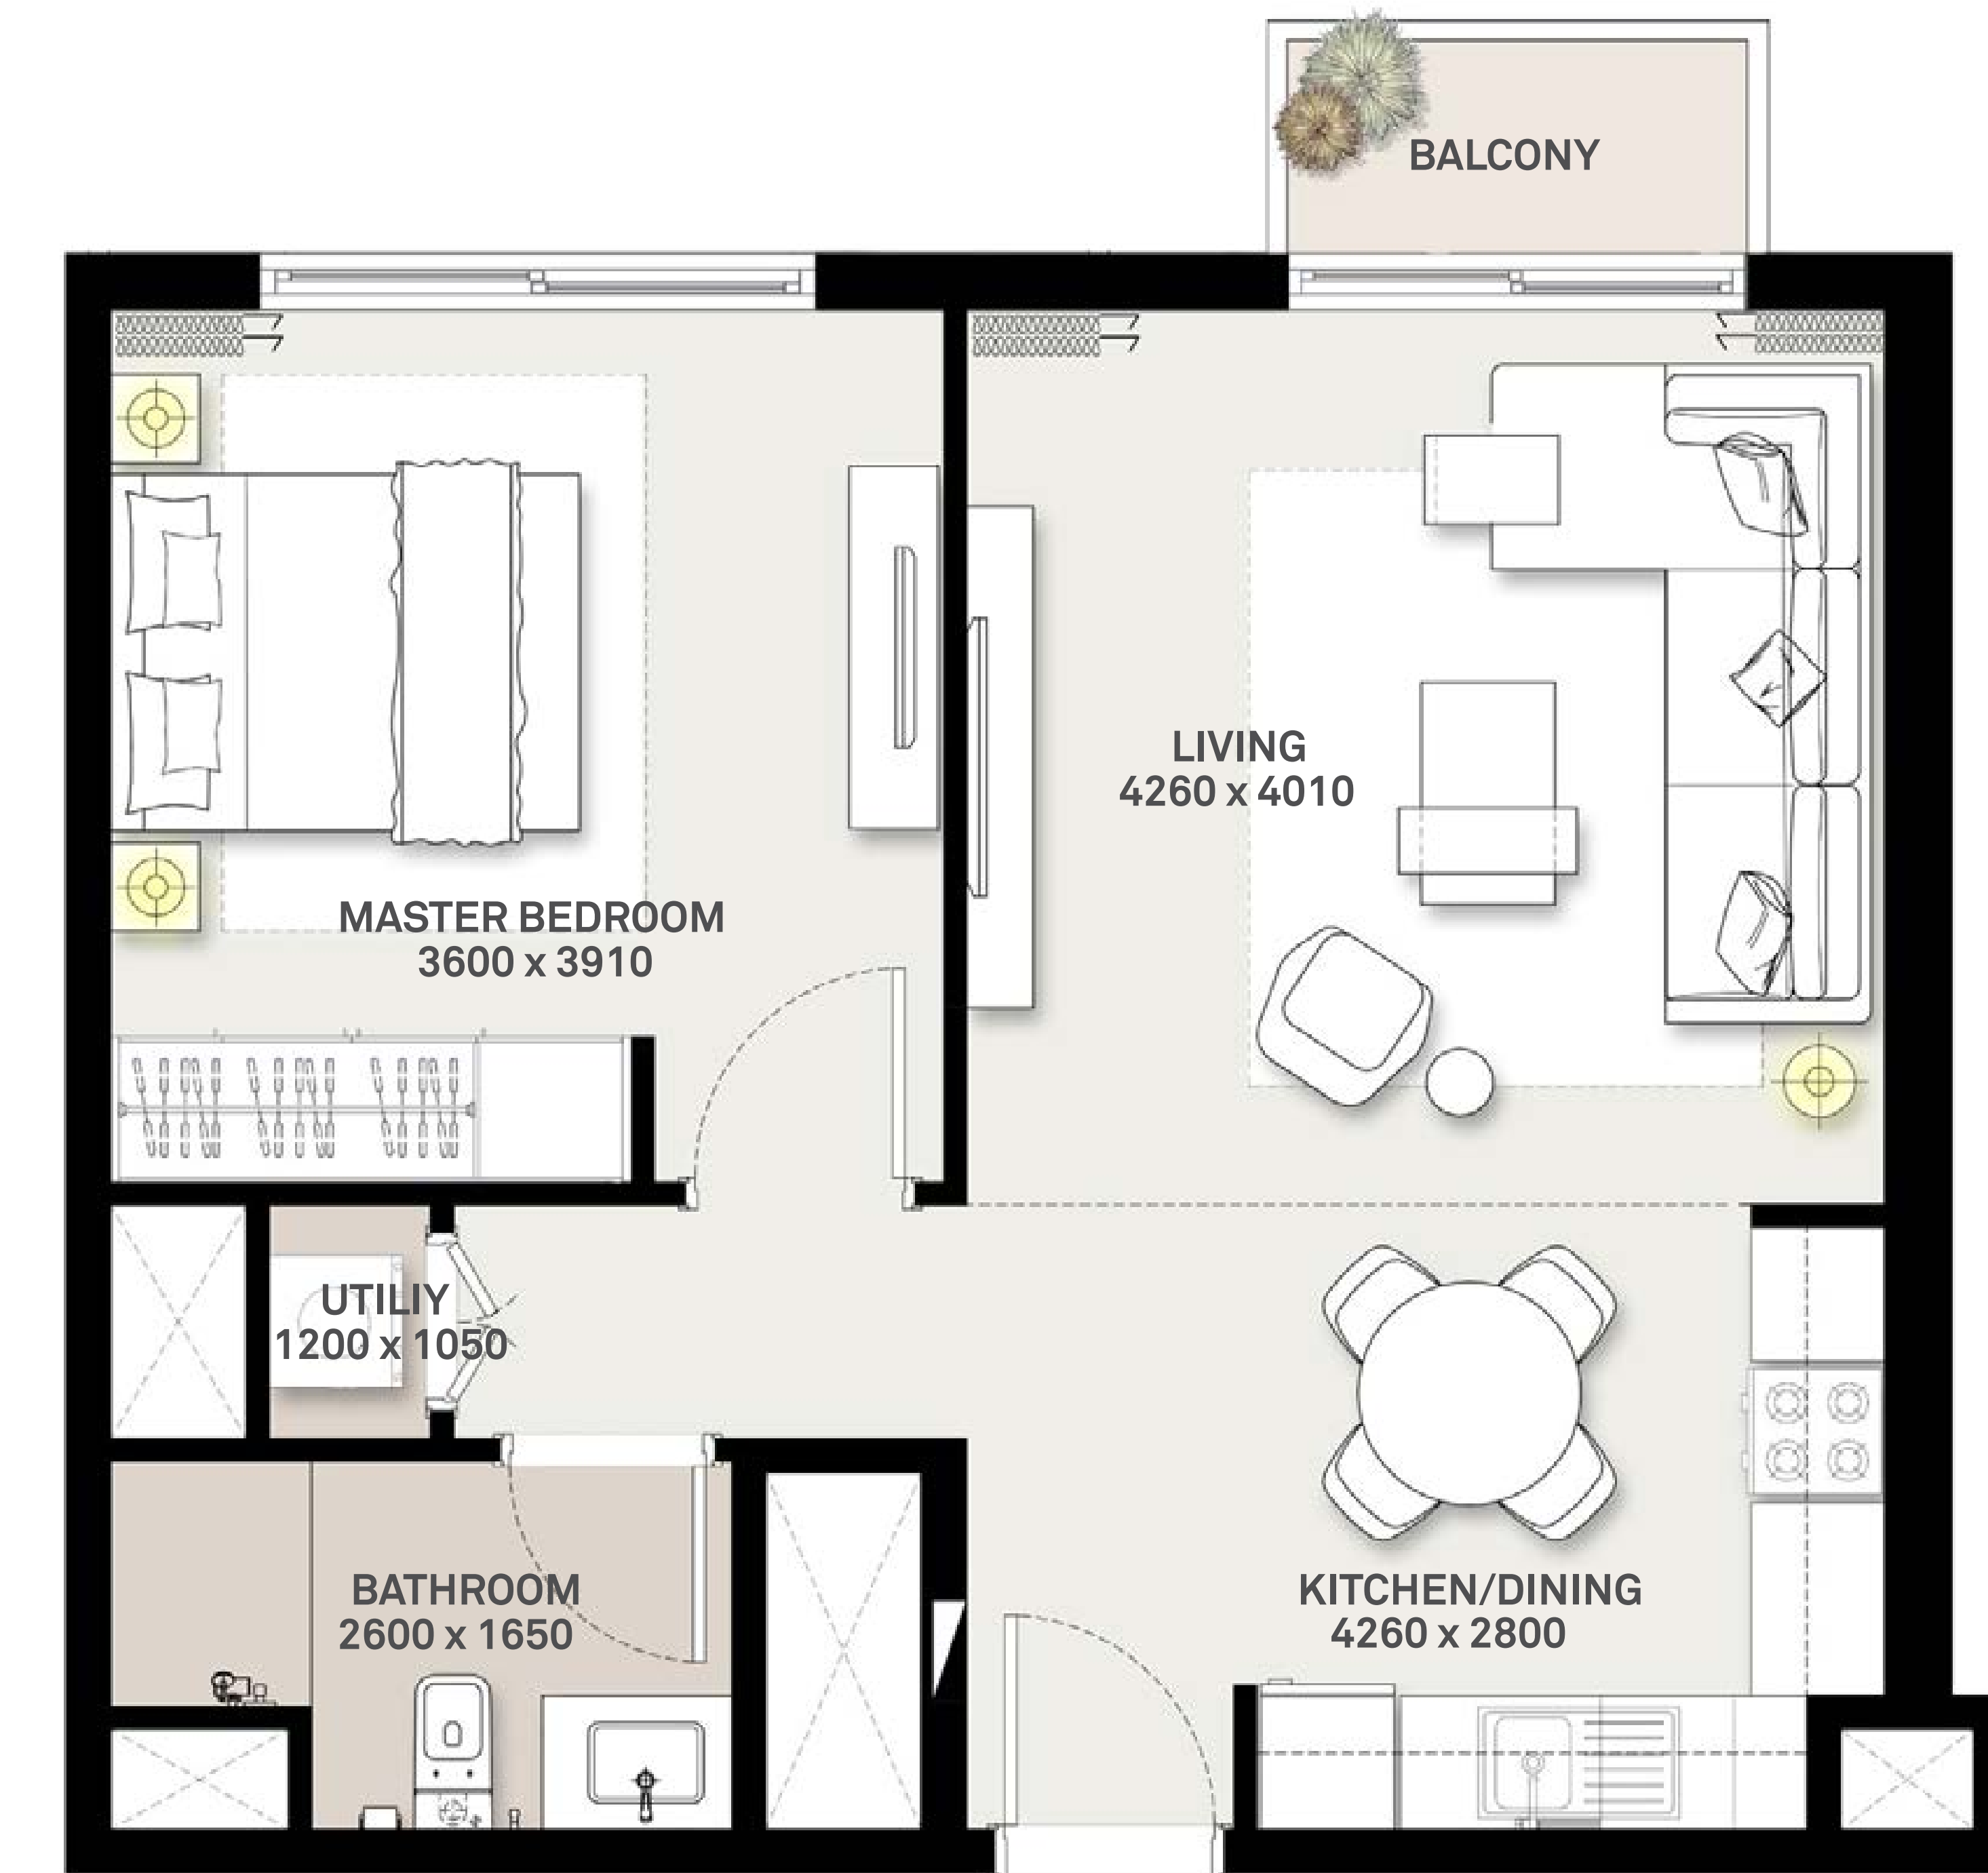 BALCONY
LIVING
4260 x 4010
MASTER BEDROOM
3600 x 3910
UTILIY
1200 x 1050
BATHROOM
2600 x 1650
KITCHEN/DINING
4260 x 2800